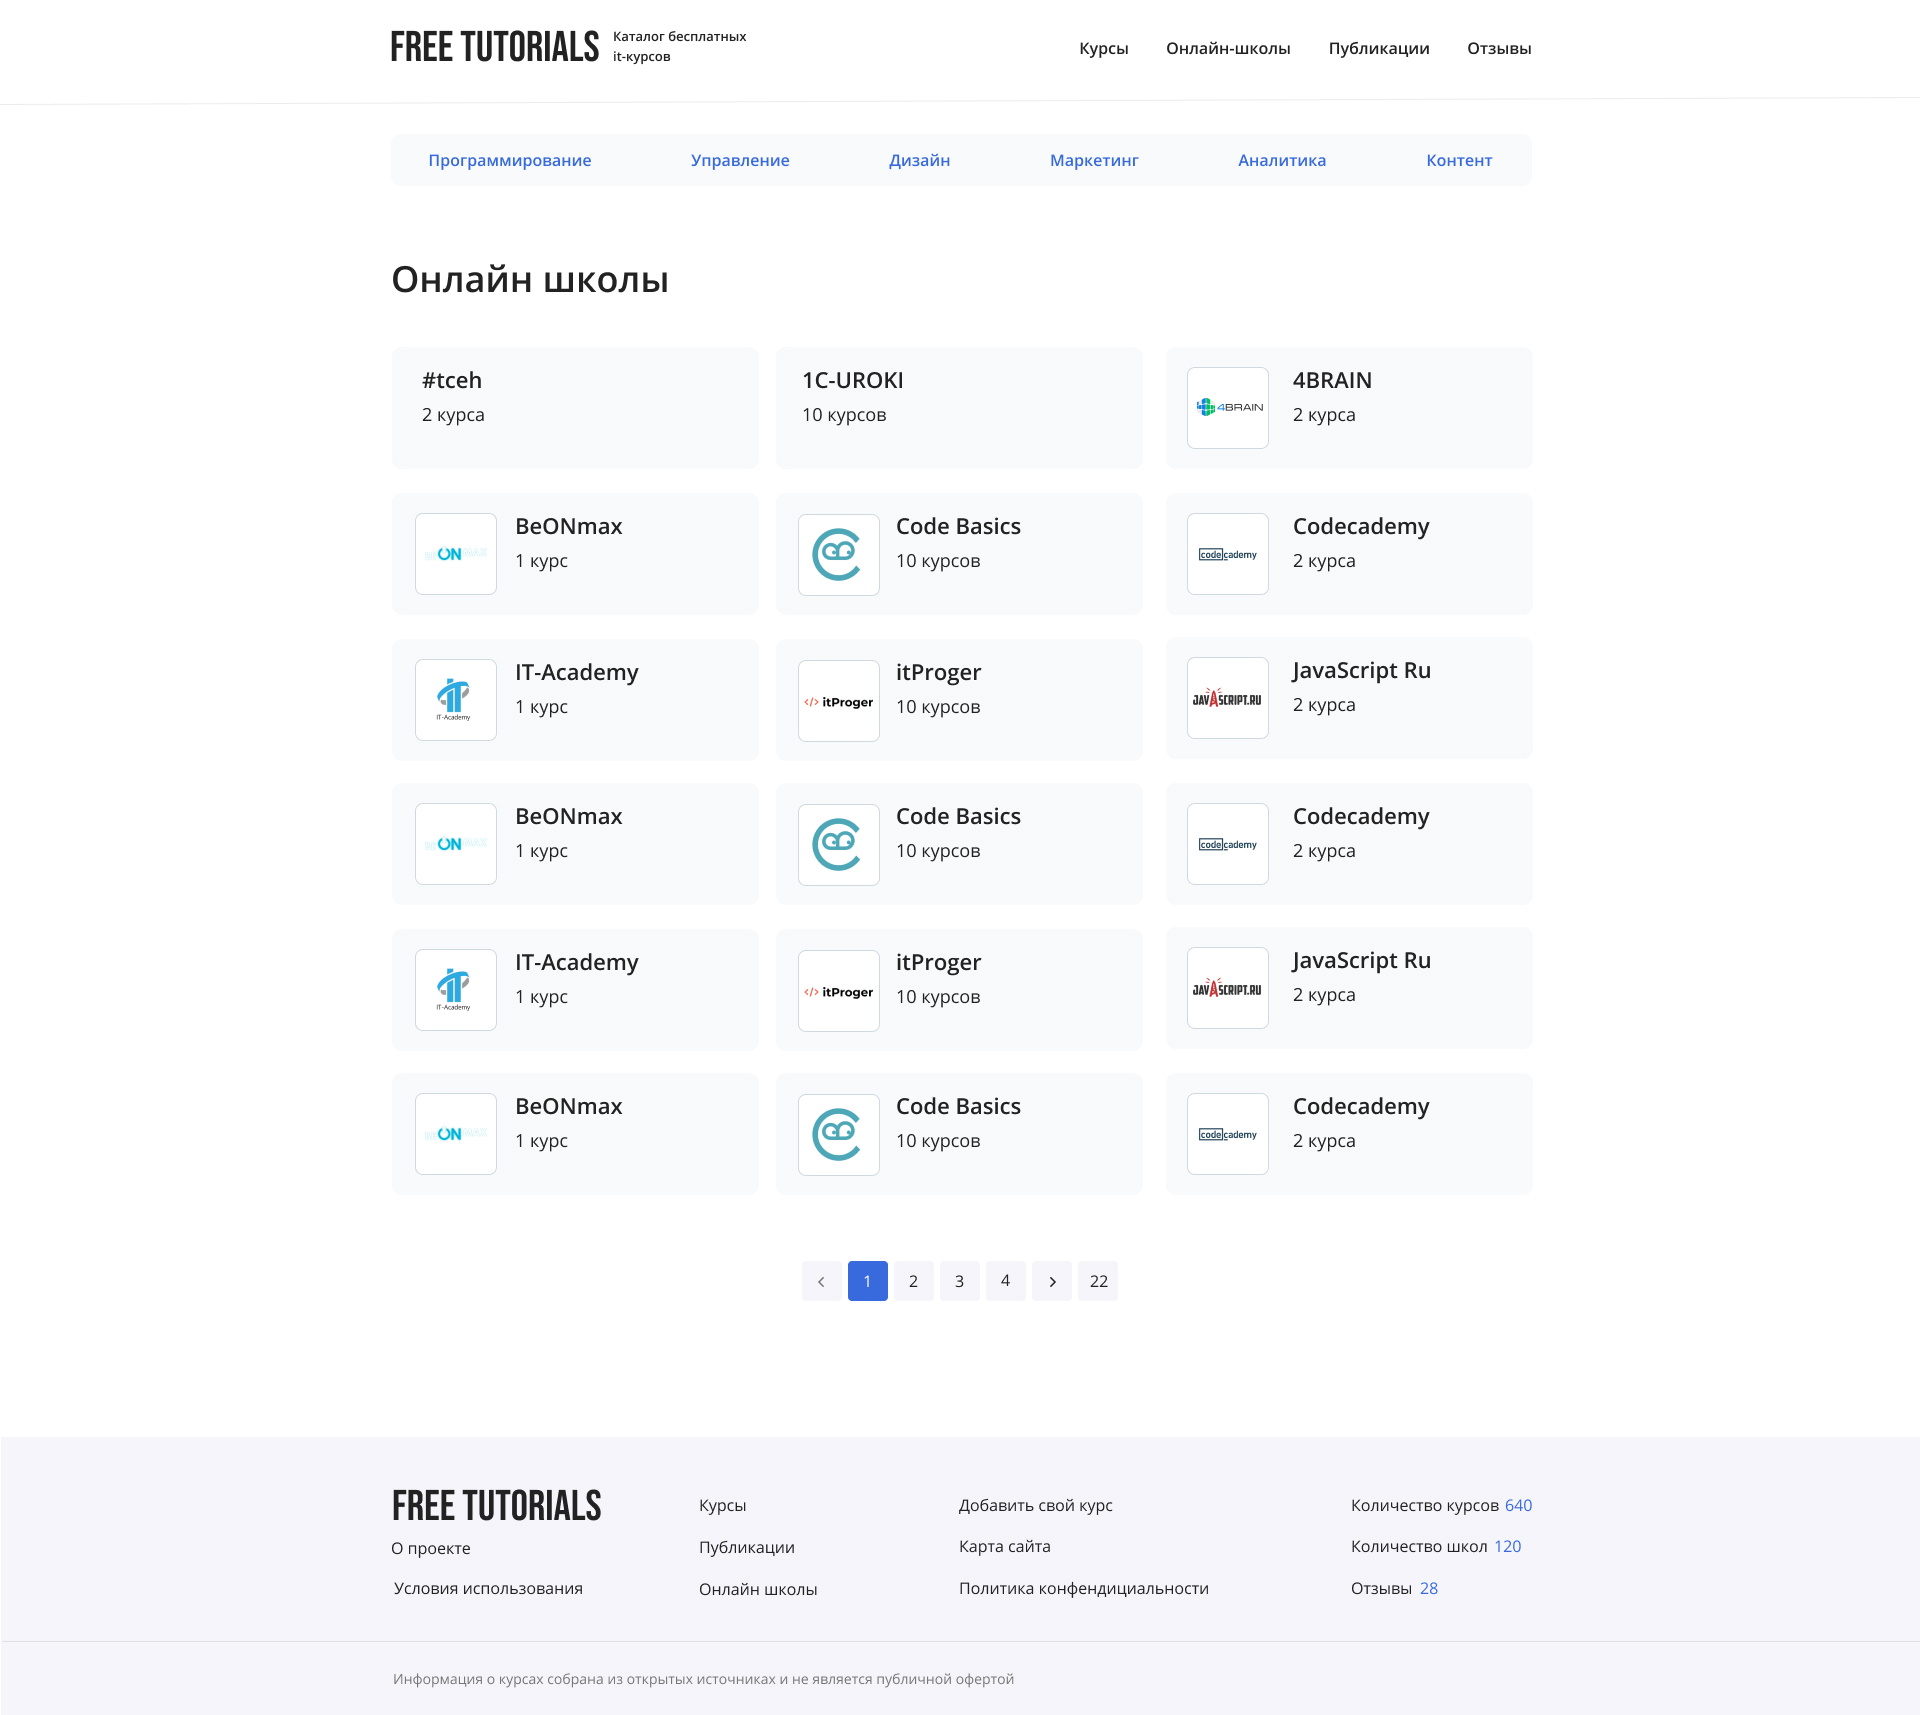 FREE TUTORIALS
Каталог бесплатных
it-курсов
Курсы Онлайн-школы Публикации Отзывы
Программирование Управление Дизайн Маркетинг Аналитика Контент
Онлайн школы
#tceh
2 курса
1C-UROKI
10 курсов
4BRAIN
4BRAIN
2 курса
BEONMAX
BeONmax
1 курс
Code Basics
10 курсов
codecademy
Codecademy
2 курса
IT-Academy
IT-Academy
1 курс
</> itProger
itProger
10 курсов
JAVASCRIPT.RU
JavaScript Ru
2 курса
BEONMAX
BeONmax
1 курс
Code Basics
10 курсов
codecademy
Codecademy
2 курса
IT-Academy
IT-Academy
1 курс
</> itProger
itProger
10 курсов
JAVASCRIPT.RU
JavaScript Ru
2 курса
BEONMAX
BeONmax
1 курс
Code Basics
10 курсов
codecademy
Codecademy
2 курса
< 1 2 3 4 > 22
FREE TUTORIALS
О проекте
Условия использования
Курсы
Публикации
Онлайн школы
Добавить свой курс
Карта сайта
Политика конфендициальности
Количество курсов 640
Количество школ 120
Отзывы 28
Информация о курсах собрана из открытых источниках и не является публичной офертой